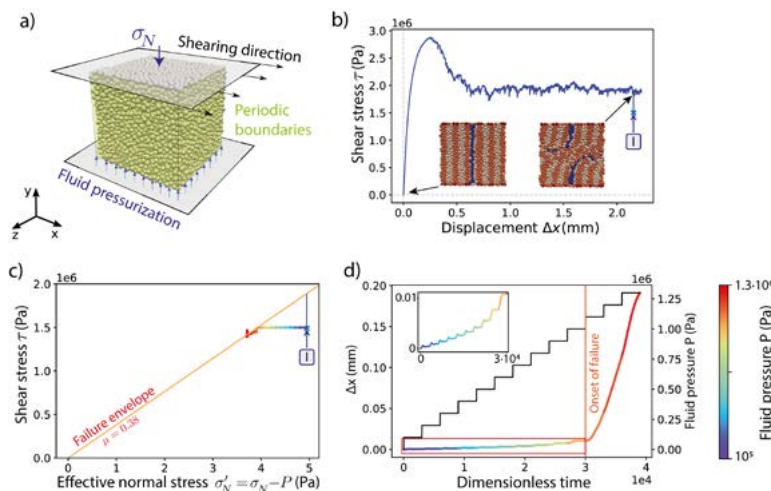 a)
σN
Shearing direction
Periodic
boundaries
Fluid pressurization
y
z
x
b)
1e6
Shear stress τ (Pa)
3.0
2.5
2.0
1.5
1.0
0.5
0.0
I
0.0 0.5 1.0 1.5 2.0
Displacement Δx(mm)
c)
1e6
Shear stress τ (Pa)
2.0
1.5
1.0
0.5
0.0
I
Failure envelope
μ = 0.38
0 1 2 3 4 5
Effective normal stress σ'N = σN − P (Pa)
d)
1e6
Δx (mm)
0.20
0.15
0.10
0.05
0.00
0.01
0
0 3·10⁴
Onset of failure
1.25
1.00
0.75
0.50
0.25
0.00
Fluid pressure P (Pa)
0 1 2 3 4
1e4
Dimensionless time
1.3·10⁶
10⁵
Fluid pressure P (Pa)